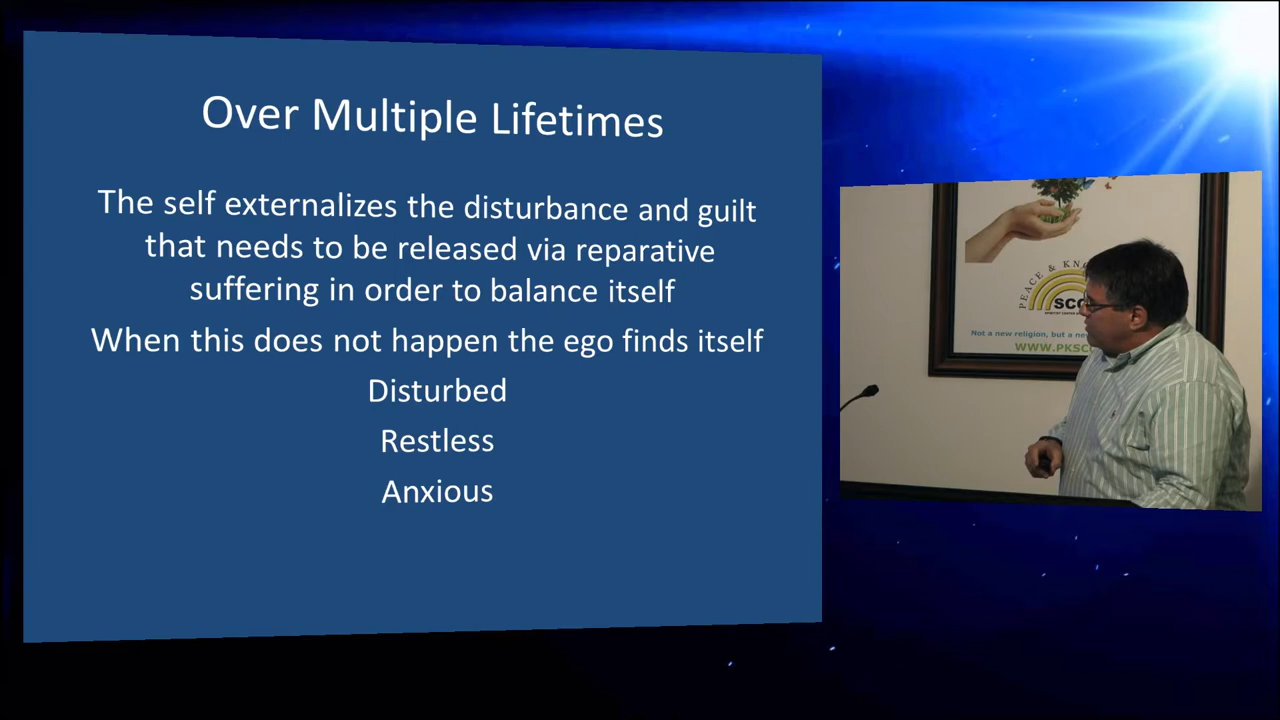 Over Multiple Lifetimes
The self externalizes the disturbance and guilt
that needs to be released via reparative
suffering in order to balance itself
When this does not happen the ego finds itself
Disturbed
Restless
Anxious
PEACE &
SCO
Not a new religion, but a
WWW.PKSC